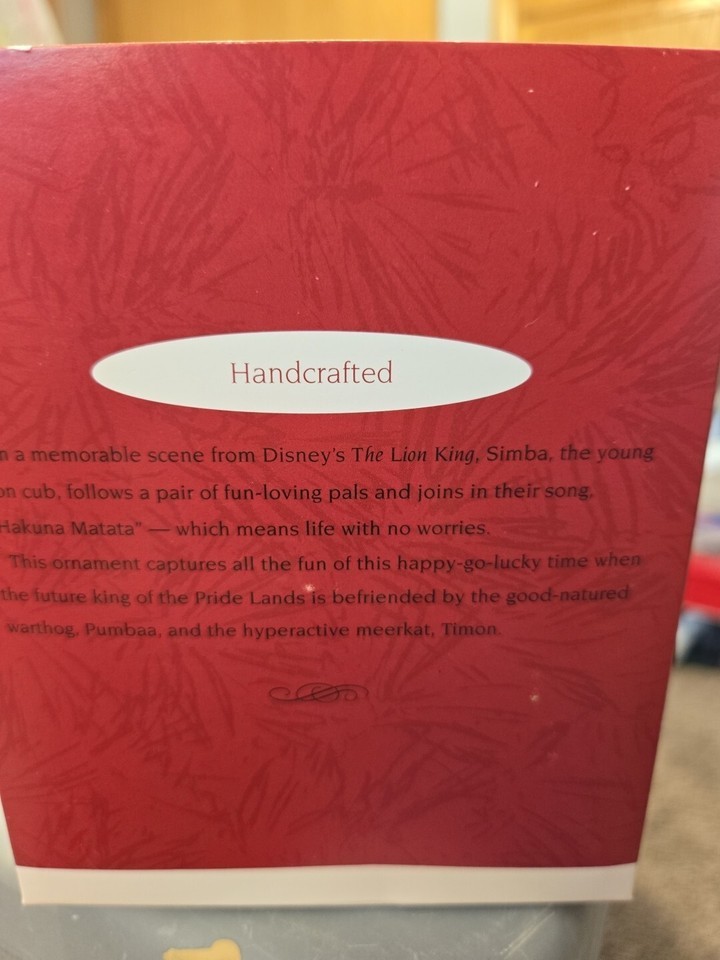 Handcrafted
n a memorable scene from Disney's The Lion King, Simba, the young
on cub, follows a pair of fun-loving pals and joins in their song,
Hakuna Matata" — which means life with no worries.
This ornament captures all the fun of this happy-go-lucky time when
the future king of the Pride Lands is befriended by the good-natured
warthog, Pumbaa, and the hyperactive meerkat, Timon.